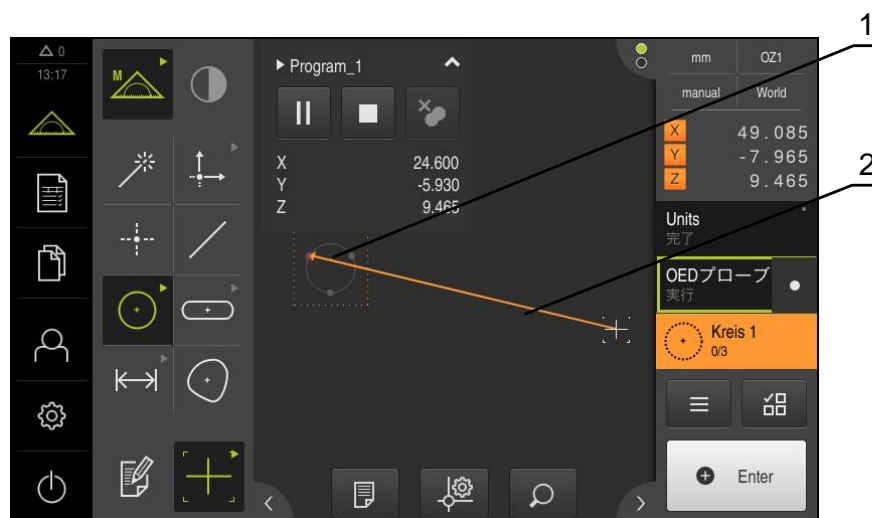 1
0
13:17
M
Program_1
X 24.600
Y -5.930
Z 9.465
mm OZ1
manual World
X 49.085
Y -7.965
Z 9.465
2
Units
完了
OEDプローブ
実行
Kreis 1
0/3
Enter